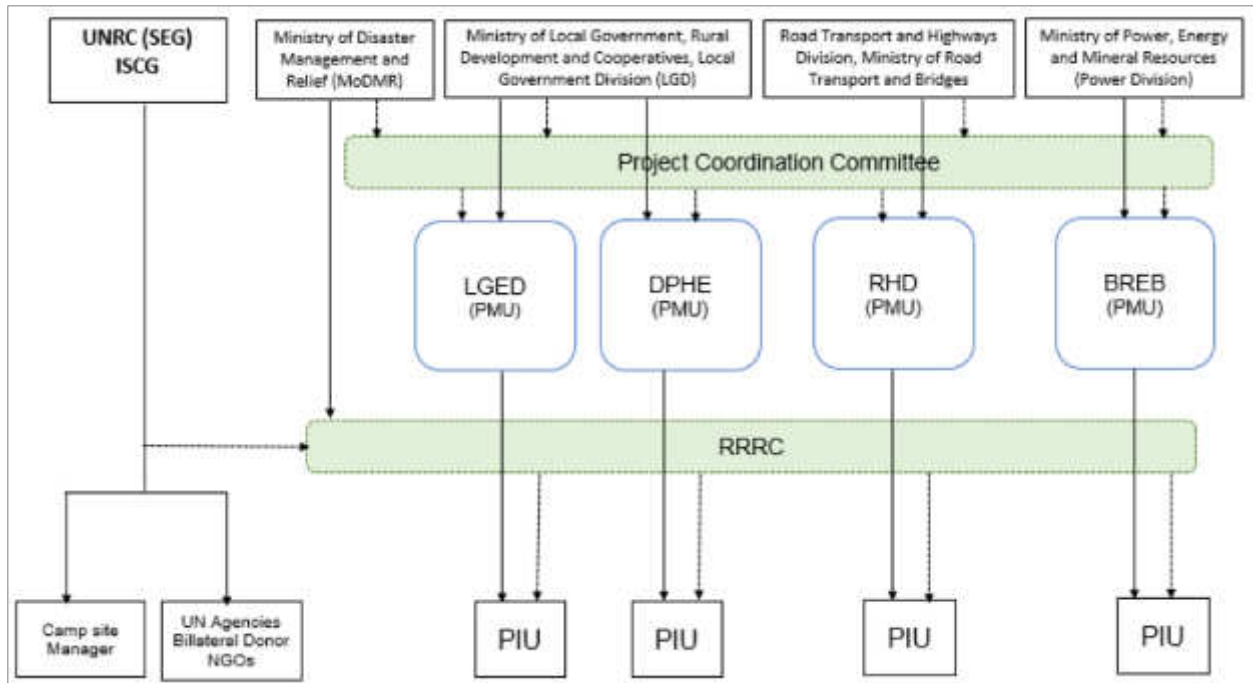 UNRC (SEG)
ISCG
Ministry of Disaster
Management and
Relief (MoDMR)
Ministry of Local Government, Rural
Development and Cooperatives, Local
Government Division (LGD)
Road Transport and Highways
Division, Ministry of Road
Transport and Bridges
Ministry of Power, Energy
and Mineral Resources
(Power Division)
Project Coordination Committee
LGED
(PMU)
DPHE
(PMU)
RHD
(PMU)
BREB
(PMU)
RRRC
Camp site
Manager
UN Agencies
Billateral Donor
NGOs
PIU
PIU
PIU
PIU